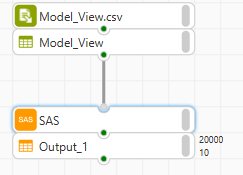 Model_View.csv
Model_View
SAS SAS
Output_1
20000
10